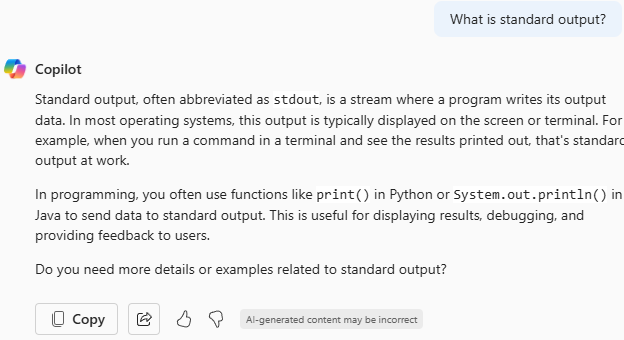 What is standard output?
Copilot
Standard output, often abbreviated as stdout, is a stream where a program writes its output
data. In most operating systems, this output is typically displayed on the screen or terminal. For
example, when you run a command in a terminal and see the results printed out, that's standard
output at work.
In programming, you often use functions like print() in Python or System.out.println() in
Java to send data to standard output. This is useful for displaying results, debugging, and
providing feedback to users.
Do you need more details or examples related to standard output?
Copy
AI-generated content may be incorrect